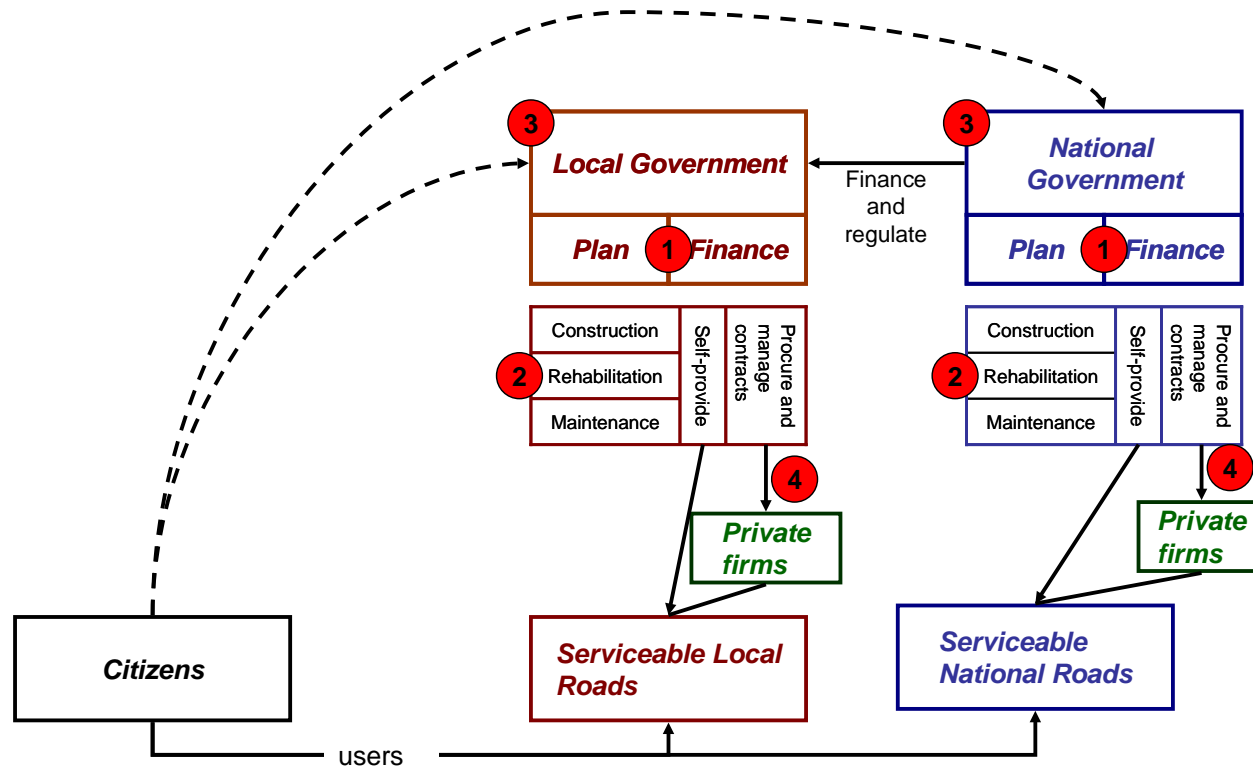 3
Local Government
Plan
1
Finance
Finance
and
regulate
3
National
Government
Plan
1
Finance
2
Construction
Rehabilitation
Maintenance
Self-provide
Procure and
manage
contracts
2
Construction
Rehabilitation
Maintenance
Self-provide
Procure and
manage
contracts
4
Private
firms
4
Private
firms
Citizens
Serviceable Local
Roads
Serviceable
National Roads
users